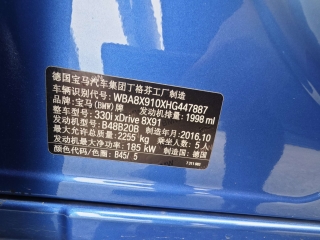 德国宝马汽车集团丁格芬工厂制造
车辆识别代号: WBA8X910XHG447887
品牌: 宝马(BMW)牌 发动机排量: 1998 ml
整车型号: 330i xDrive 8X91
发动机型号: B48B20B
最大允许总质量: 2255 kg 制造年月: 2016.10
发动机最大净功率: 185 kW 乘坐人数: 5人
颜色代码/色圈: B45/ 5 制造国: 德国